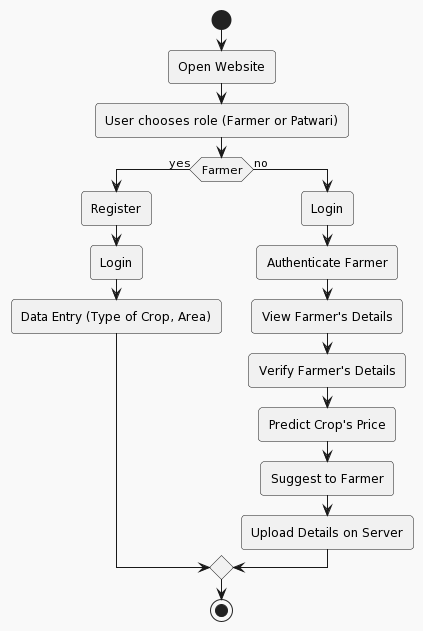 Open Website
User chooses role (Farmer or Patwari)
yes
Farmer
no
Register
Login
Data Entry (Type of Crop, Area)
Login
Authenticate Farmer
View Farmer's Details
Verify Farmer's Details
Predict Crop's Price
Suggest to Farmer
Upload Details on Server